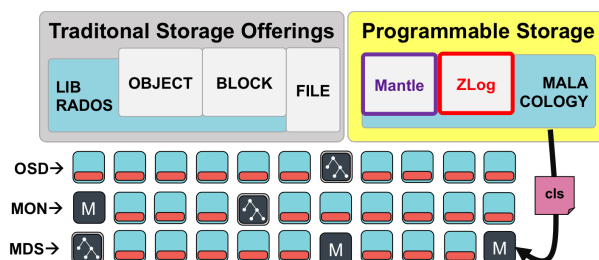 Traditonal Storage Offerings
Programmable Storage
LIB
RADOS
OBJECT
BLOCK
FILE
Mantle
ZLog
MALA
COLOGY
OSD→
MON→
M
MDS→
M
M
cls